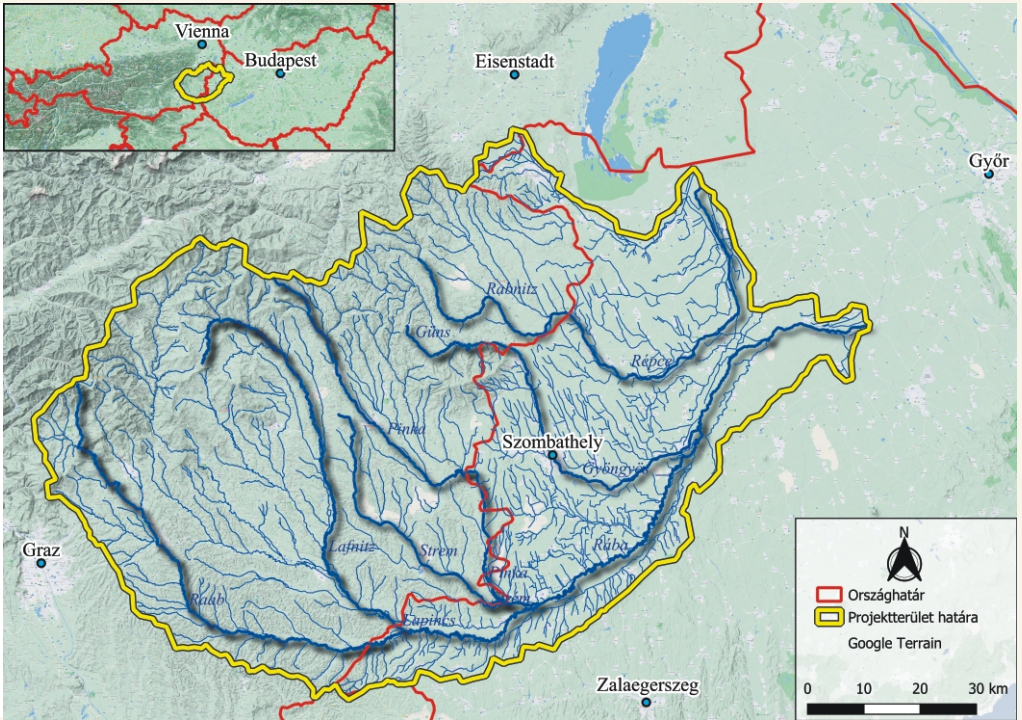 Vienna
Budapest
Eisenstadt
Győr
Rabnitz
Güns
Répce
Pinka
Szombathely
Gyöngyös
Graz
Lafnitz
Strem
Rába
Pinka
Raab
Lapincs
Zalaegerszeg
N
Országhatár
Projektterület határa
Google Terrain
0 10 20 30 km